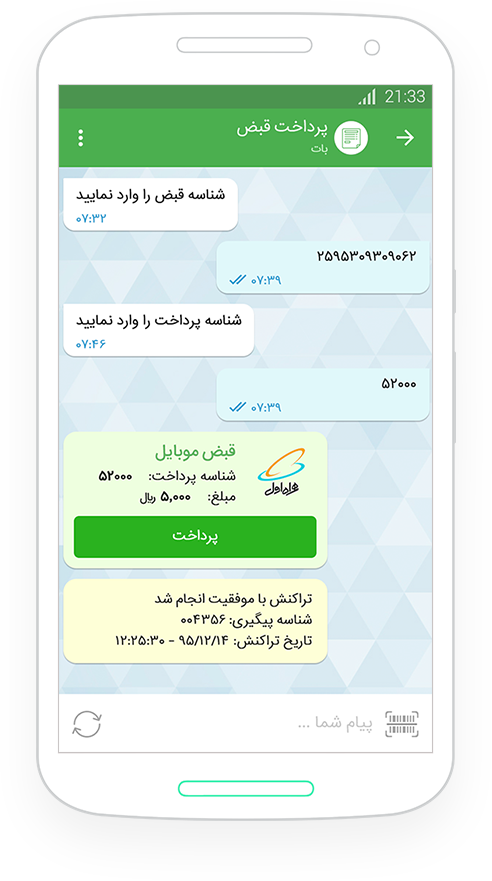 21:33
پرداخت قبض
بات
شناسه قبض را وارد نمایید
۰۷:۳۲
۲۵۹۵۳۰۹۳۰۹۰۶۲
۰۷:۳۹
شناسه پرداخت را وارد نمایید
۰۷:۴۶
۵۲۰۰۰
۰۷:۳۹
قبض موبایل
همراه اول
شناسه پرداخت: ۵۲۰۰۰
مبلغ: ۵,۰۰۰ ریال
پرداخت
تراکنش با موفقیت انجام شد
شناسه پیگیری: ۰۰۴۳۵۶
تاریخ تراکنش: ۹۵/۱۲/۱۴ - ۱۲:۲۵:۳۰
پیام شما ...